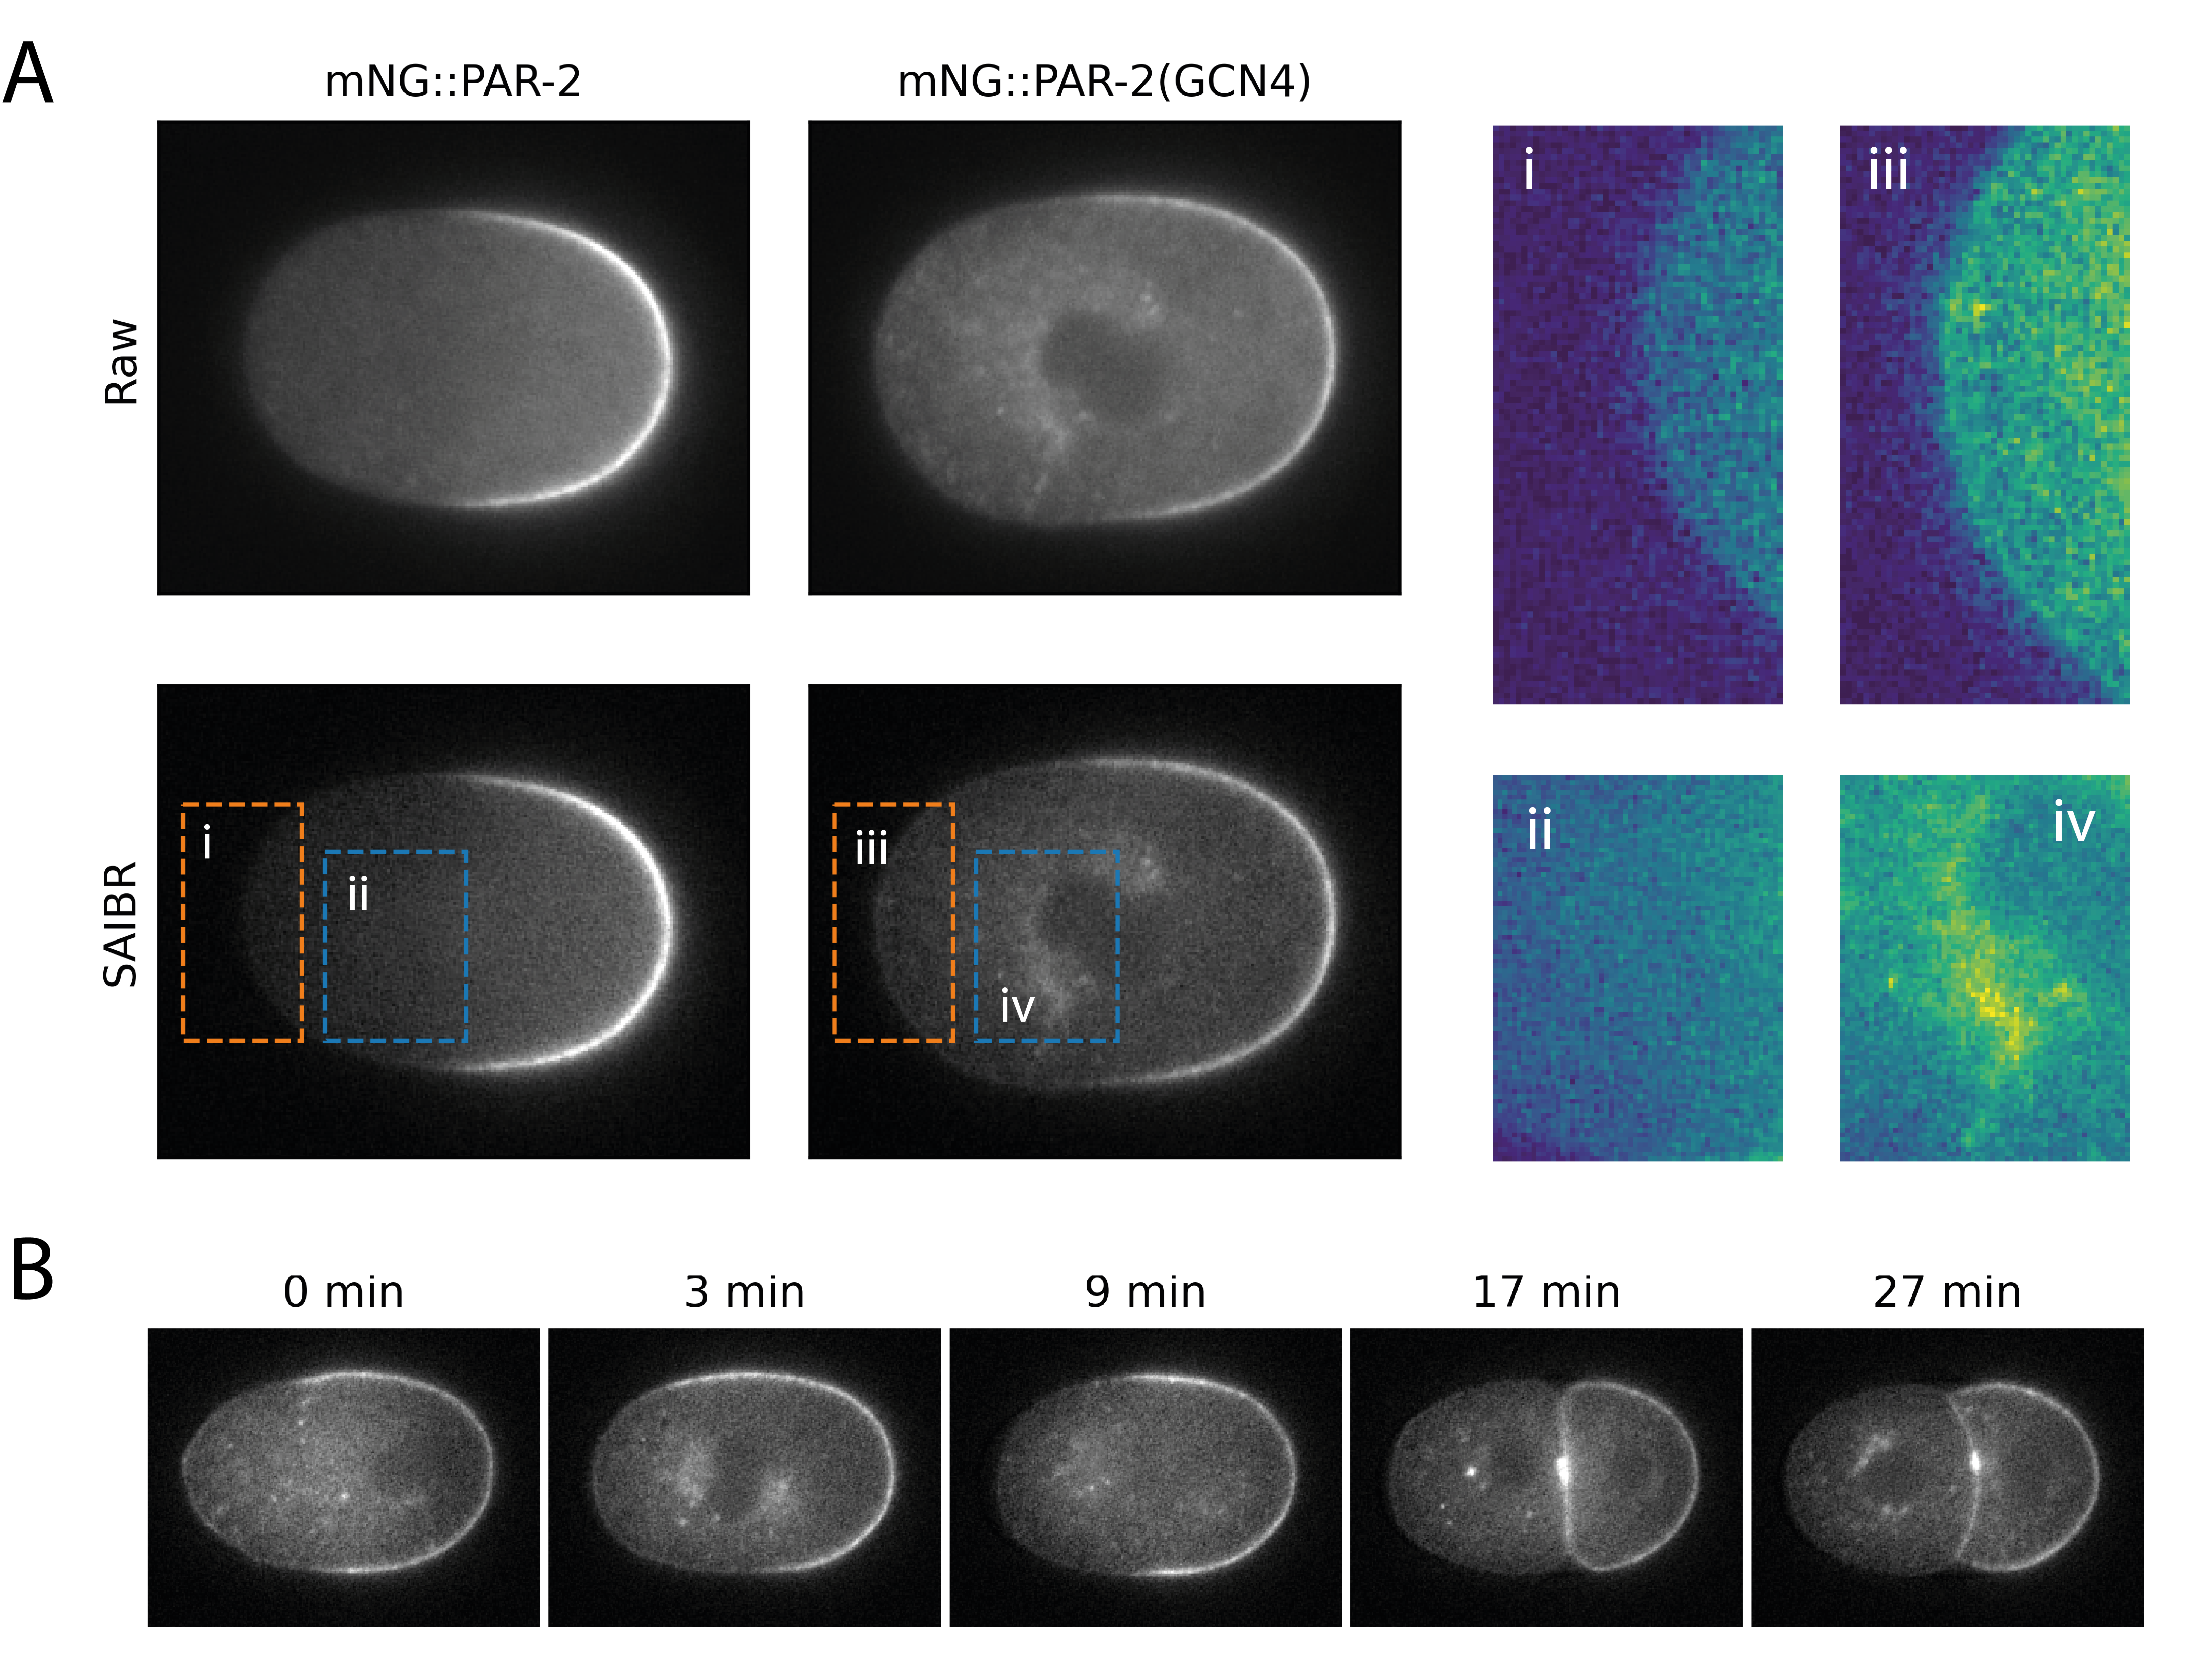 A
mNG::PAR-2
mNG::PAR-2(GCN4)
Raw
i
iii
SAIBR
i
ii
iii
iv
ii
iv
B
0 min
3 min
9 min
17 min
27 min